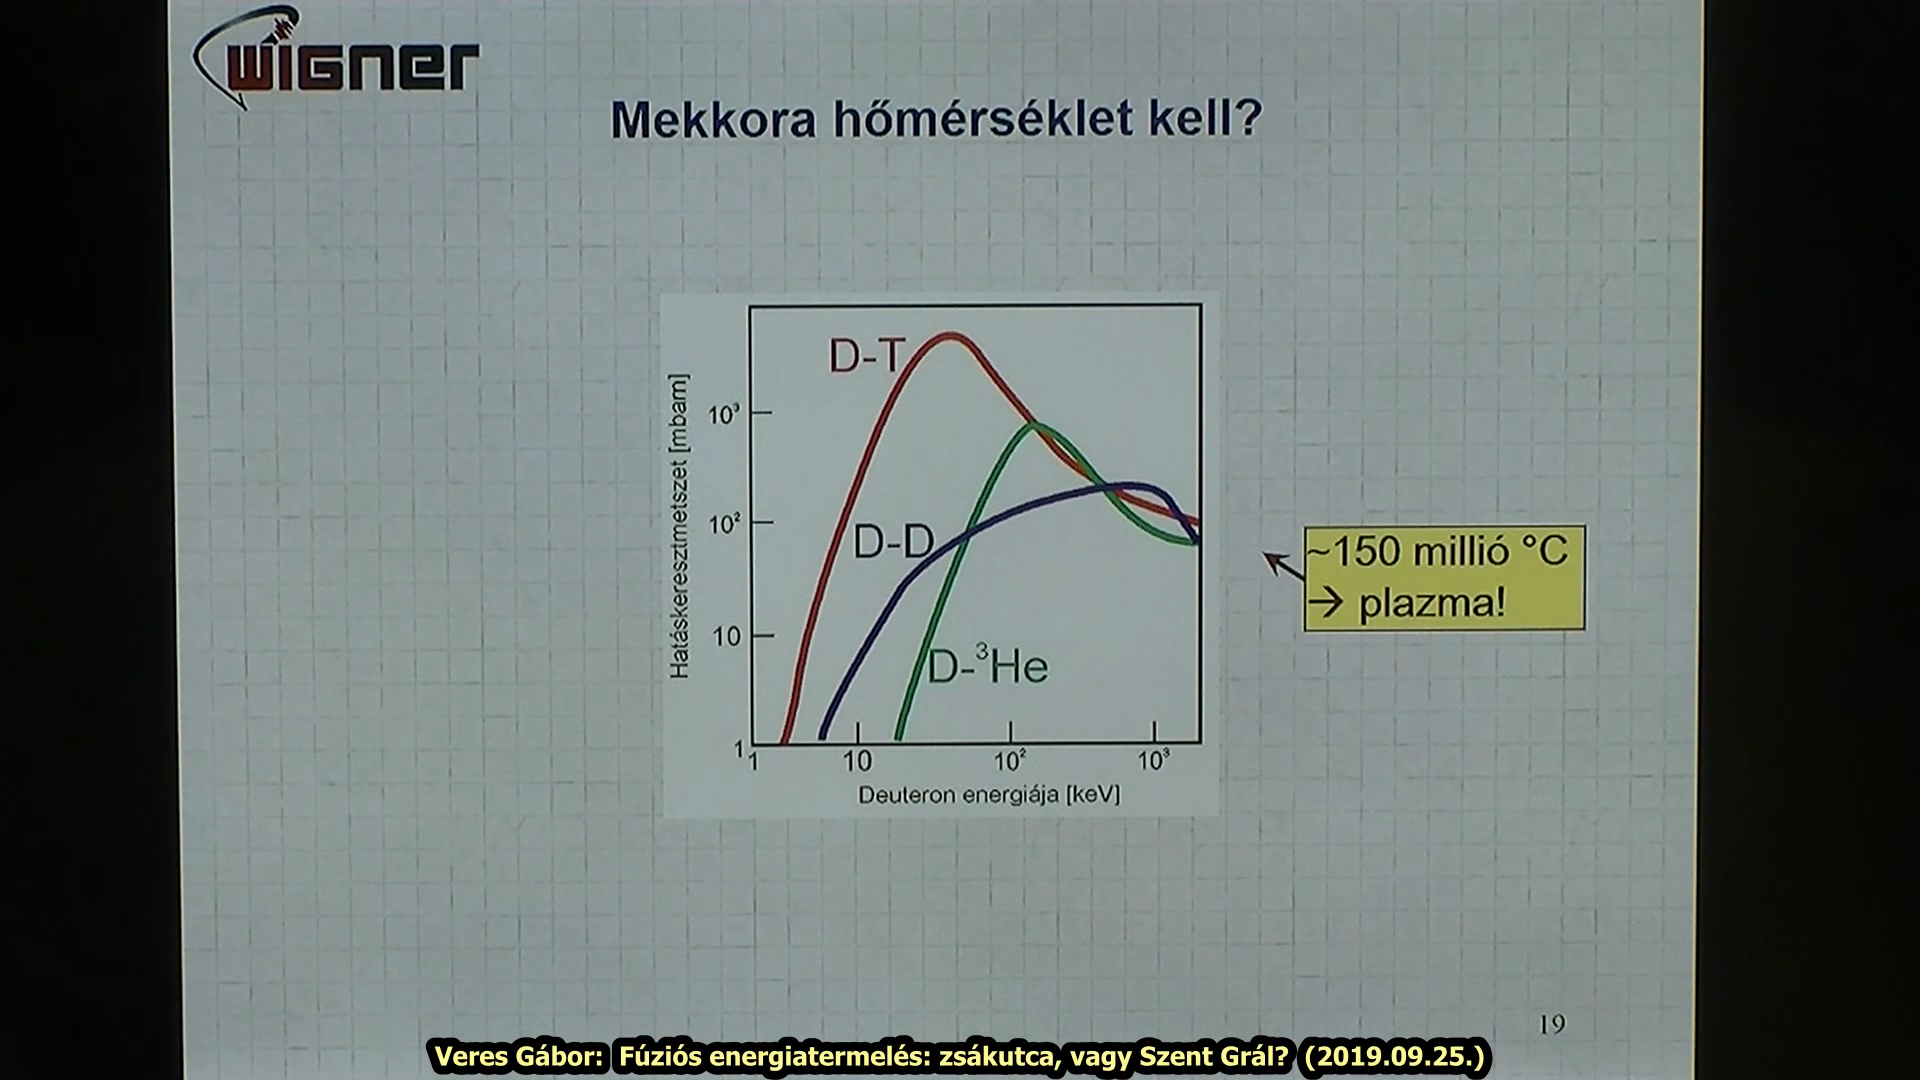 wigner
Mekkora hőmérséklet kell?
D-T
D-D
D-³He
Hatáskeresztmetszet [mbarn]
10³
10²
10
1
1
10
10²
10³
Deuteron energiája [keV]
~150 millió °C
→ plazma!
19
Veres Gábor: Fúziós energiatermelés: zsákutca, vagy Szent Grál? (2019.09.25.)